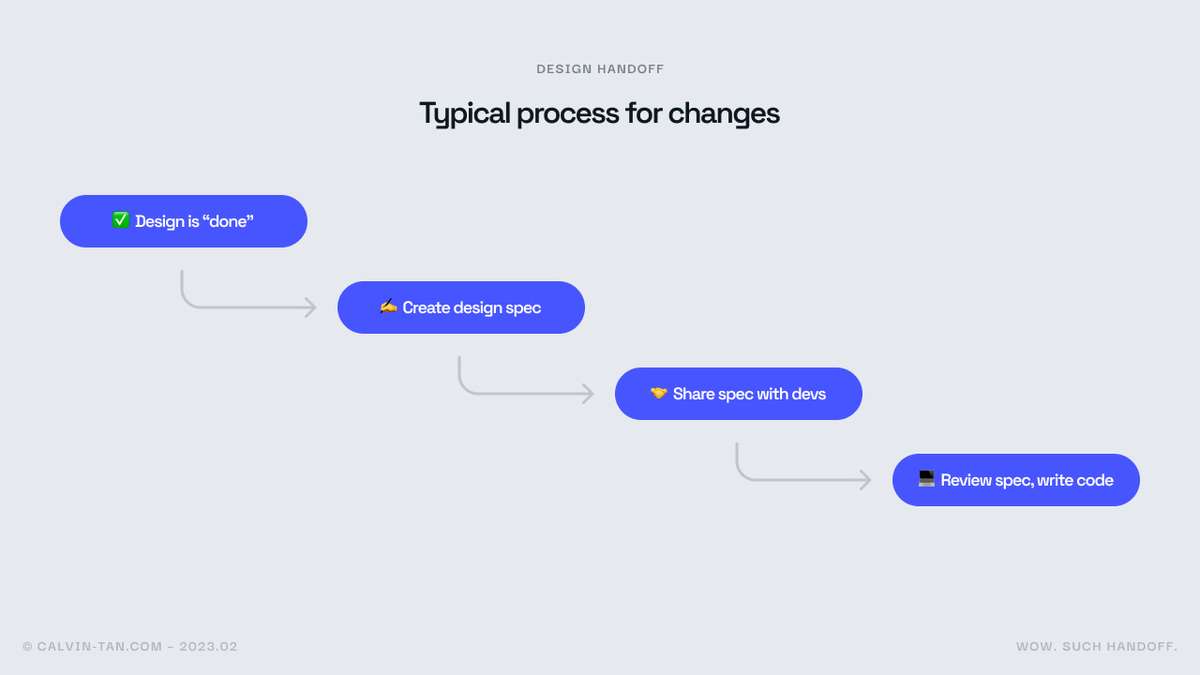 DESIGN HANDOFF
Typical process for changes
✅ Design is “done”
✍️ Create design spec
🤝 Share spec with devs
💻 Review spec, write code
© CALVIN-TAN.COM – 2023.02
WOW. SUCH HANDOFF.